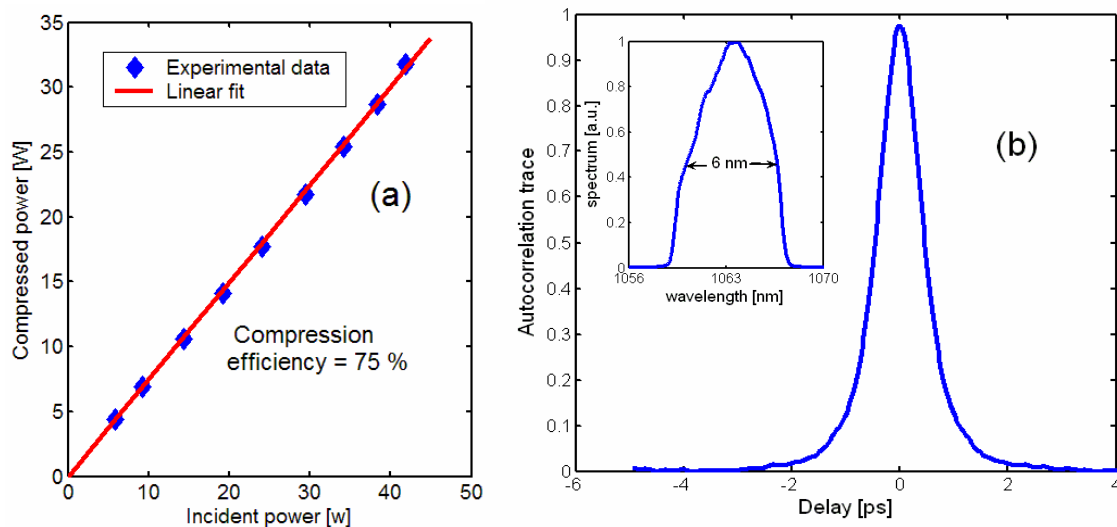 35
30
25
20
15
10
5
0
Compressed power [W]
Experimental data
Linear fit
(a)
Compression
efficiency = 75 %
0 10 20 30 40 50
Incident power [w]
1
0.9
0.8
0.7
0.6
0.5
0.4
0.3
0.2
0.1
0
Autocorrelation trace
1
0.8
0.6
0.4
0.2
0
spectrum [a.u.]
6 nm
1056 1063 1070
wavelength [nm]
(b)
-6 -4 -2 0 2 4
Delay [ps]